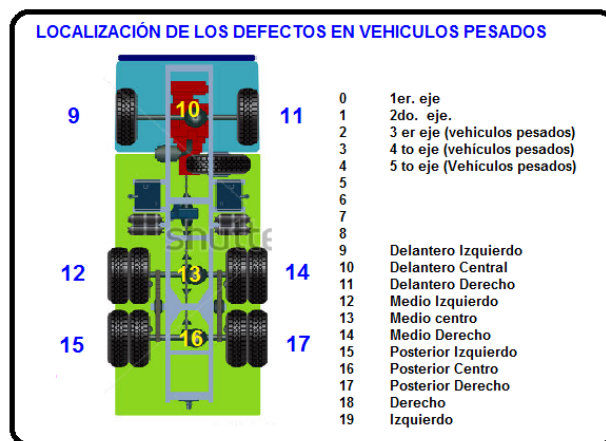 LOCALIZACIÓN DE LOS DEFECTOS EN VEHICULOS PESADOS
9
10
11
12
13
14
15
16
17
shutte
0 1er. eje
1 2do. eje.
2 3 er eje (vehículos pesados)
3 4 to eje (vehículos pesados)
4 5 to eje (Vehículos pesados)
5
6
7
8
9 Delantero Izquierdo
10 Delantero Central
11 Delantero Derecho
12 Medio Izquierdo
13 Medio centro
14 Medio Derecho
15 Posterior Izquierdo
16 Posterior Centro
17 Posterior Derecho
18 Derecho
19 Izquierdo